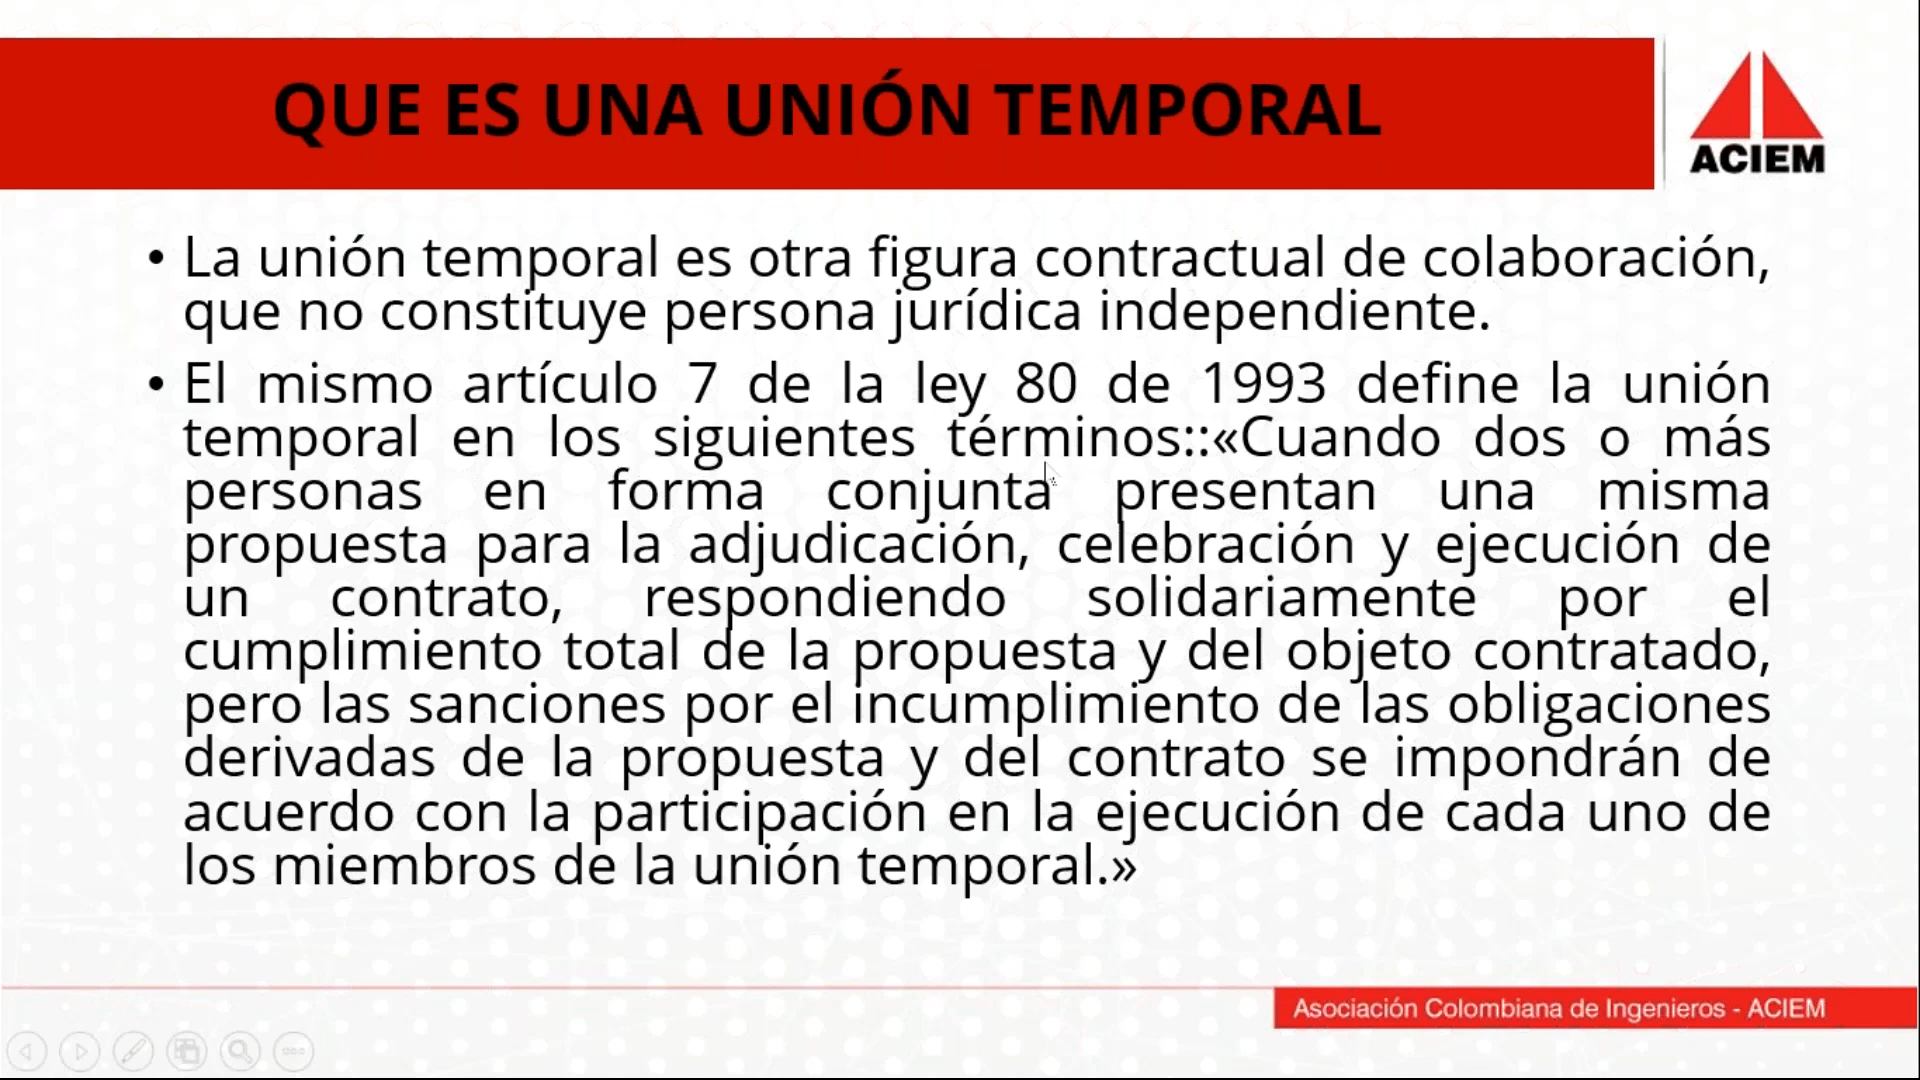 QUE ES UNA UNIÓN TEMPORAL
ACIEM
• La unión temporal es otra figura contractual de colaboración,
que no constituye persona jurídica independiente.
• El mismo artículo 7 de la ley 80 de 1993 define la unión
temporal en los siguientes términos::«Cuando dos o más
personas en forma conjunta presentan una misma
propuesta para la adjudicación, celebración y ejecución de
un contrato, respondiendo solidariamente por el
cumplimiento total de la propuesta y del objeto contratado,
pero las sanciones por el incumplimiento de las obligaciones
derivadas de la propuesta y del contrato se impondrán de
acuerdo con la participación en la ejecución de cada uno de
los miembros de la unión temporal.»
Asociación Colombiana de Ingenieros - ACIEM